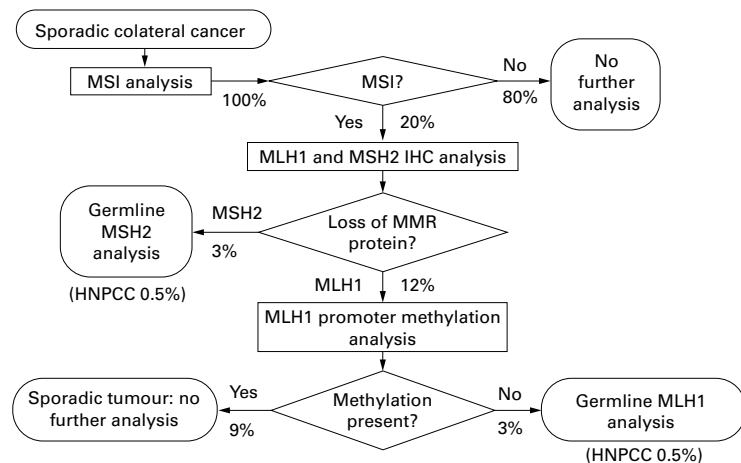 Sporadic colateral cancer
MSI analysis
100%
MSI?
No
80%
No
further
analysis
Yes
20%
MLH1 and MSH2 IHC analysis
Loss of MMR
protein?
MSH2
3%
Germline
MSH2
analysis
(HNPCC 0.5%)
MLH1
12%
MLH1 promoter methylation
analysis
Methylation
present?
Yes
9%
Sporadic tumour: no
further analysis
No
3%
Germline MLH1
analysis
(HNPCC 0.5%)